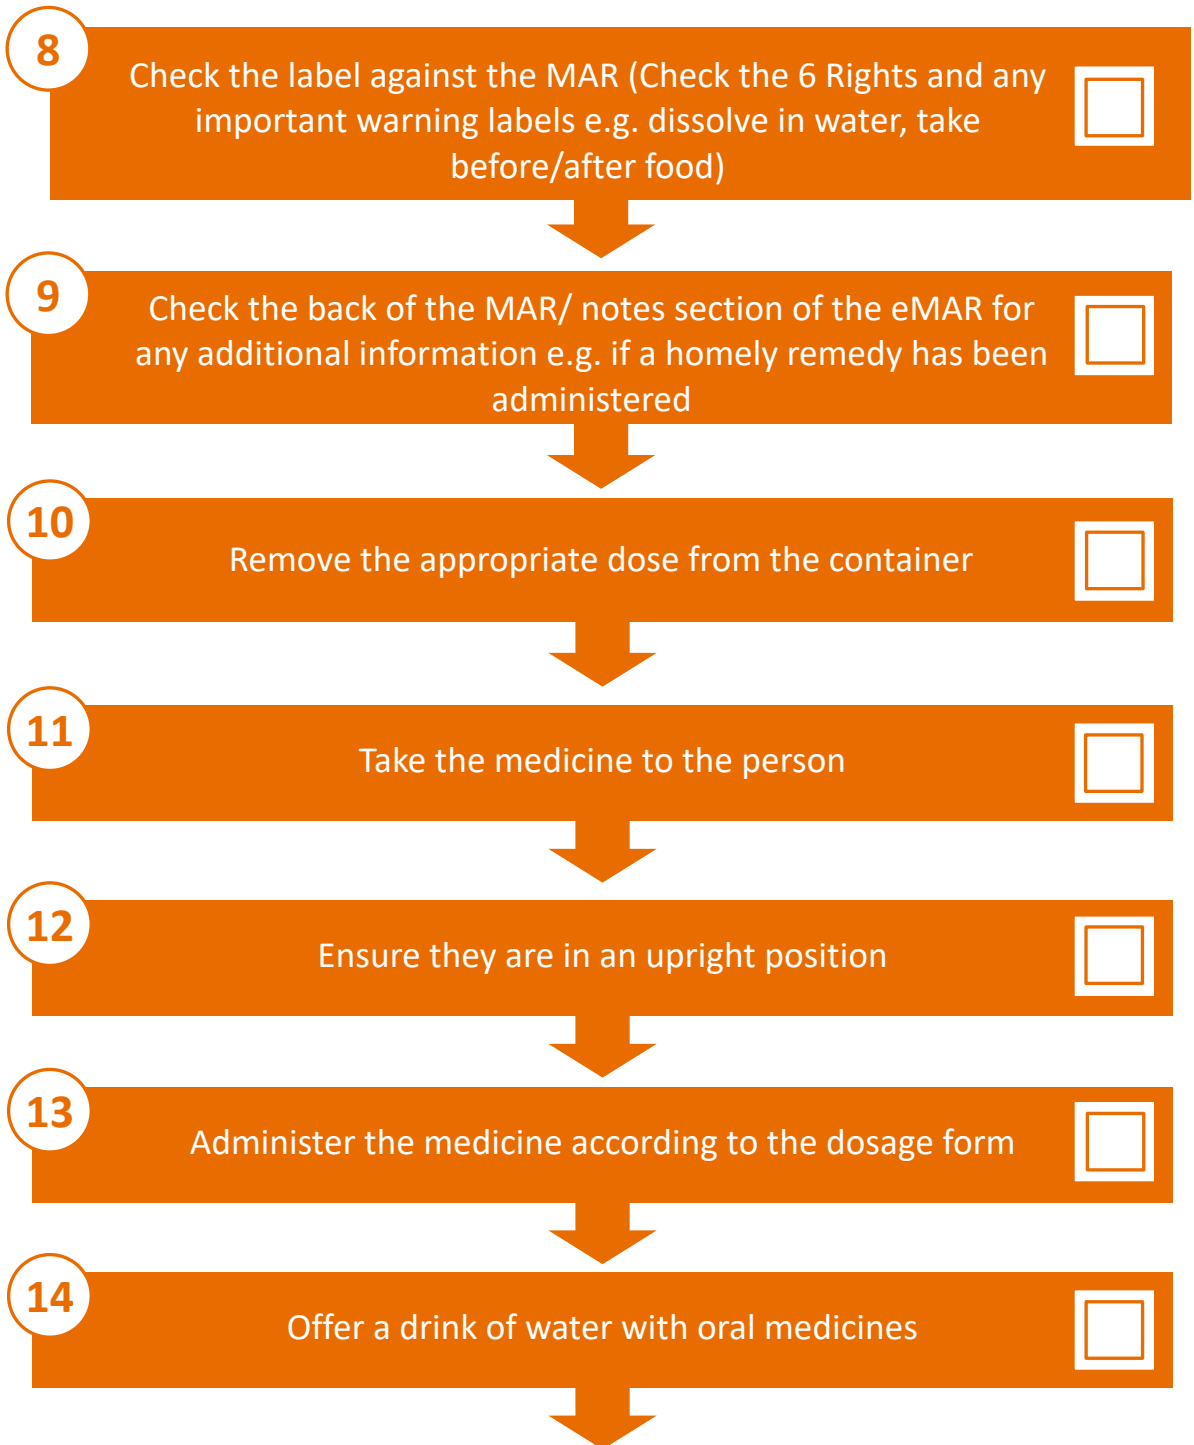 8
Check the label against the MAR (Check the 6 Rights and any
important warning labels e.g. dissolve in water, take
before/after food)
9
Check the back of the MAR/ notes section of the eMAR for
any additional information e.g. if a homely remedy has been
administered
10
Remove the appropriate dose from the container
11
Take the medicine to the person
12
Ensure they are in an upright position
13
Administer the medicine according to the dosage form
14
Offer a drink of water with oral medicines